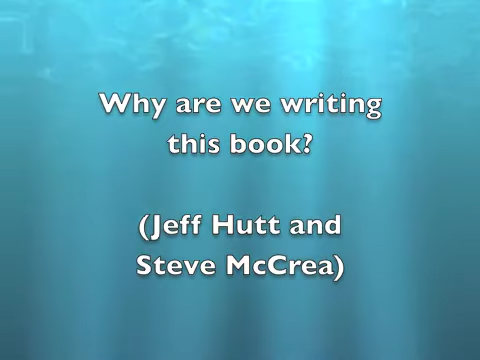 Why are we writing
this book?
(Jeff Hutt and
Steve McCrea)